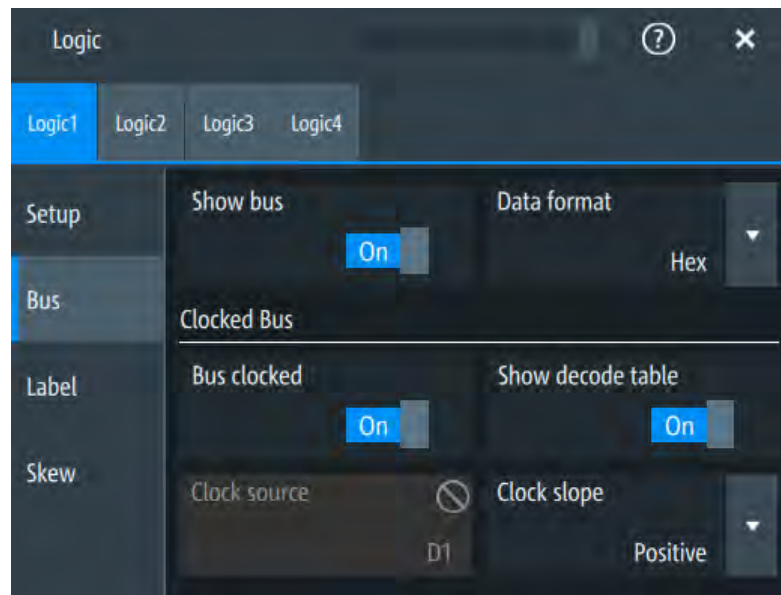 Logic
?
Logic1 Logic2 Logic3 Logic4
Setup
Bus
Label
Skew
Show bus
On
Data format
Hex
Clocked Bus
Bus clocked
On
Show decode table
On
Clock source
D1
Clock slope
Positive